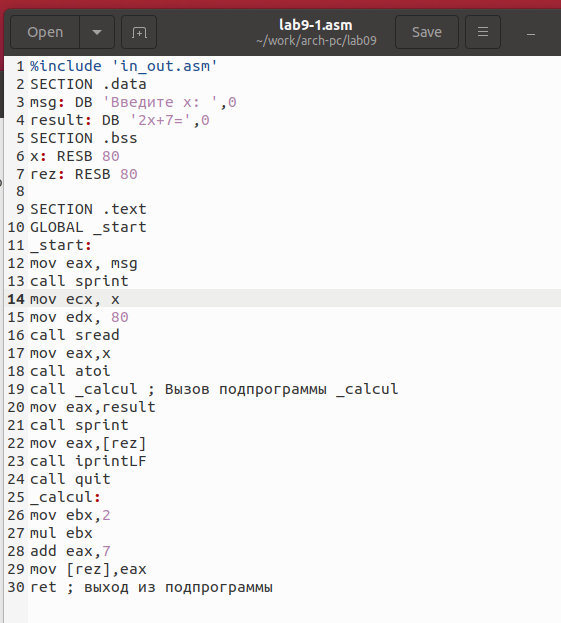 Open
lab9-1.asm
~/work/arch-pc/lab09
Save
1 %include 'in_out.asm'
2 SECTION .data
3 msg: DB 'Введите x: ',0
4 result: DB '2x+7=',0
5 SECTION .bss
6 x: RESB 80
7 rez: RESB 80
8
9 SECTION .text
10 GLOBAL _start
11 _start:
12 mov eax, msg
13 call sprint
14 mov ecx, x
15 mov edx, 80
16 call sread
17 mov eax,x
18 call atoi
19 call _calcul ; Вызов подпрограммы _calcul
20 mov eax,result
21 call sprint
22 mov eax,[rez]
23 call iprintLF
24 call quit
25 _calcul:
26 mov ebx,2
27 mul ebx
28 add eax,7
29 mov [rez],eax
30 ret ; выход из подпрограммы